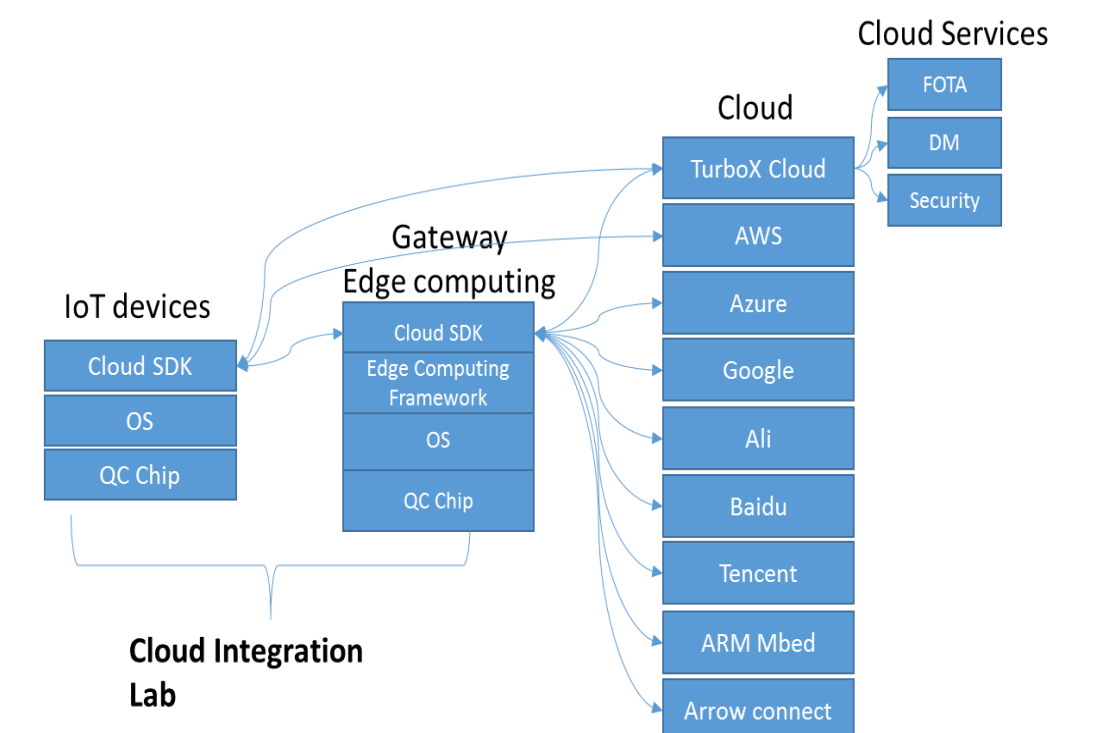 Cloud Services
FOTA
DM
Security
Cloud
TurboX Cloud
AWS
Azure
Google
Ali
Baidu
Tencent
ARM Mbed
Arrow connect
Gateway
Edge computing
Cloud SDK
Edge Computing
Framework
OS
QC Chip
IoT devices
Cloud SDK
OS
QC Chip
Cloud Integration
Lab